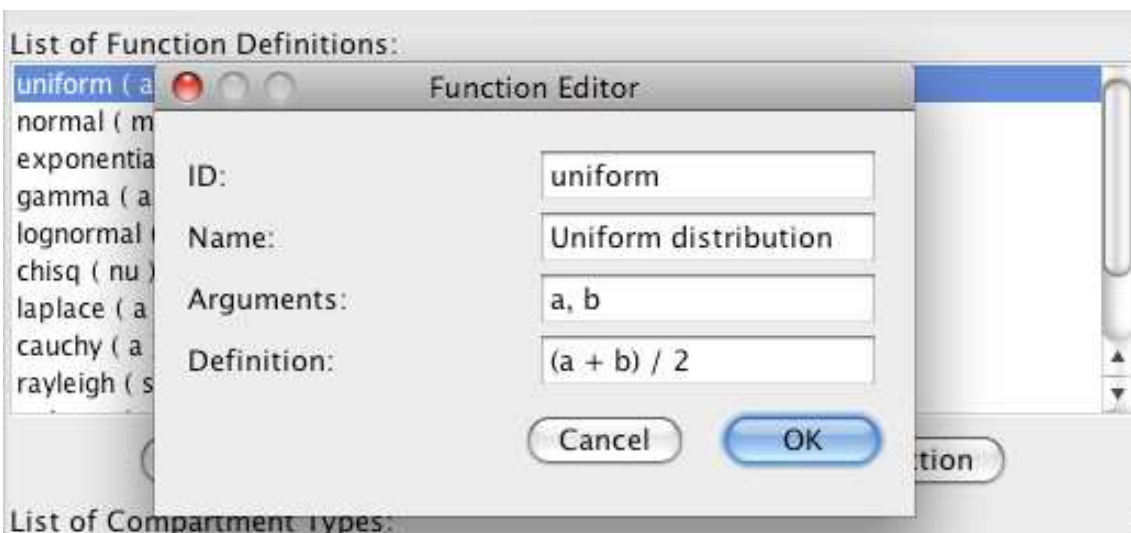 List of Function Definitions:
uniform ( a
normal ( m
exponentia
gamma ( a
lognormal (
chisq ( nu )
laplace ( a
cauchy ( a
rayleigh ( s
Function Editor
ID:
uniform
Name:
Uniform distribution
Arguments:
a, b
Definition:
(a + b) / 2
Cancel
OK
tion
List of Compartment Types: